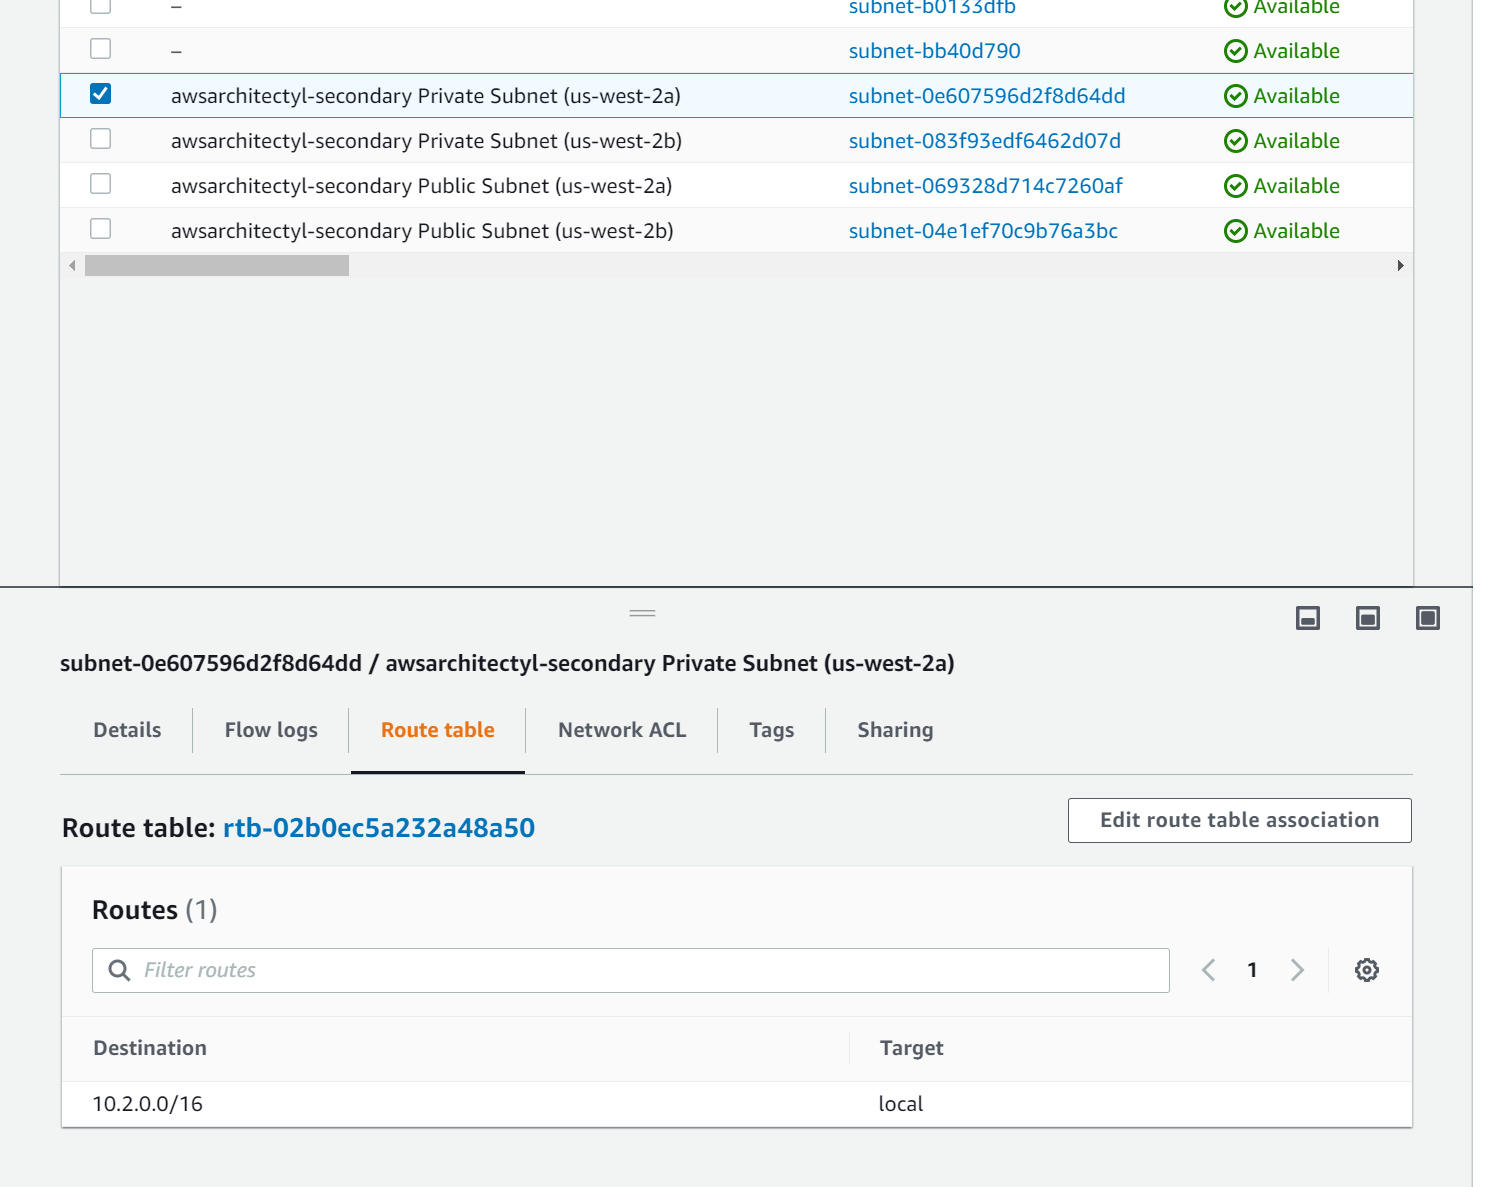 – subnet-b0133dfb Available
– subnet-bb40d790 Available
awsarchitectyl-secondary Private Subnet (us-west-2a) subnet-0e607596d2f8d64dd Available
awsarchitectyl-secondary Private Subnet (us-west-2b) subnet-083f93edf6462d07d Available
awsarchitectyl-secondary Public Subnet (us-west-2a) subnet-069328d714c7260af Available
awsarchitectyl-secondary Public Subnet (us-west-2b) subnet-04e1ef70c9b76a3bc Available
subnet-0e607596d2f8d64dd / awsarchitectyl-secondary Private Subnet (us-west-2a)
Details Flow logs Route table Network ACL Tags Sharing
Route table: rtb-02b0ec5a232a48a50 Edit route table association
Routes (1)
Filter routes 1
Destination Target
10.2.0.0/16 local